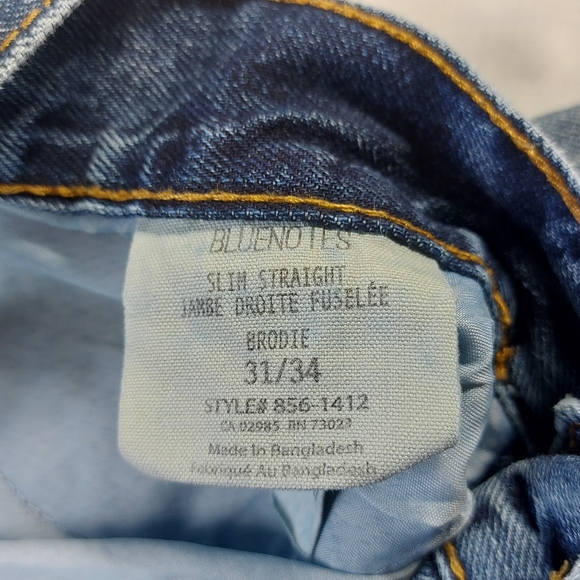 BLUENOTES
SLIM STRAIGHT
JAMBE DROITE FUSELÉE
BRODIE
31/34
STYLE# 856-1412
CA 02985 RN 73023
Made In Bangladesh
Fabriqué Au Bangladesh